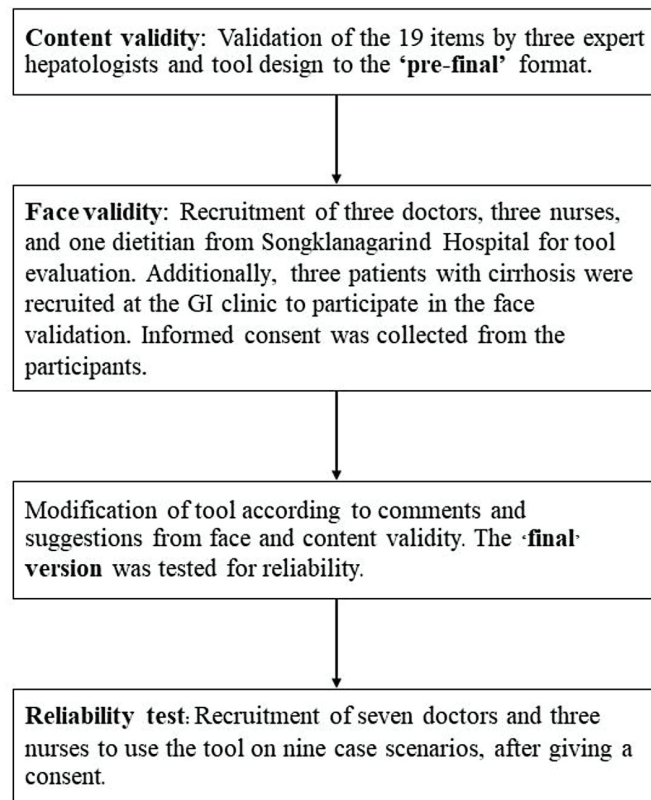 Content validity: Validation of the 19 items by three expert
hepatologists and tool design to the ‘pre-final’ format.
Face validity: Recruitment of three doctors, three nurses,
and one dietitian from Songklanagarind Hospital for tool
evaluation. Additionally, three patients with cirrhosis were
recruited at the GI clinic to participate in the face
validation. Informed consent was collected from the
participants.
Modification of tool according to comments and
suggestions from face and content validity. The ‘final’
version was tested for reliability.
Reliability test: Recruitment of seven doctors and three
nurses to use the tool on nine case scenarios, after giving a
consent.